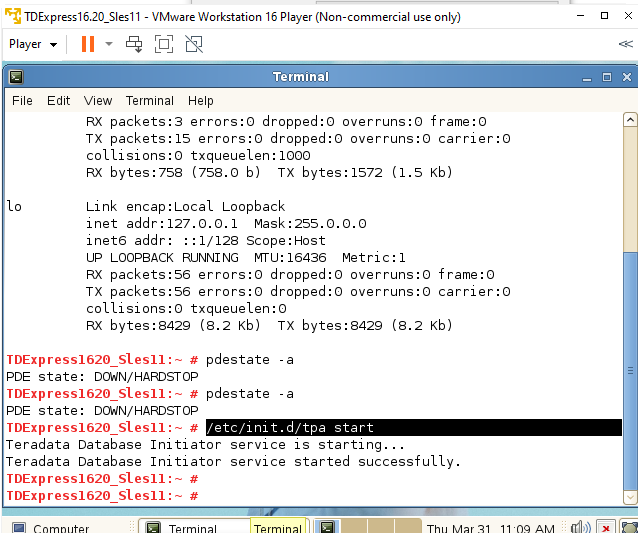 TDExpress16.20_Sles11 - VMware Workstation 16 Player (Non-commercial use only)
Player
Terminal
File Edit View Terminal Help
RX packets:3 errors:0 dropped:0 overruns:0 frame:0
TX packets:15 errors:0 dropped:0 overruns:0 carrier:0
collisions:0 txqueuelen:1000
RX bytes:758 (758.0 b)  TX bytes:1572 (1.5 Kb)
lo        Link encap:Local Loopback
inet addr:127.0.0.1  Mask:255.0.0.0
inet6 addr: ::1/128 Scope:Host
UP LOOPBACK RUNNING  MTU:16436  Metric:1
RX packets:56 errors:0 dropped:0 overruns:0 frame:0
TX packets:56 errors:0 dropped:0 overruns:0 carrier:0
collisions:0 txqueuelen:0
RX bytes:8429 (8.2 Kb)  TX bytes:8429 (8.2 Kb)
TDExpress1620_Sles11:~ # pdestate -a
PDE state: DOWN/HARDSTOP
TDExpress1620_Sles11:~ # pdestate -a
PDE state: DOWN/HARDSTOP
TDExpress1620_Sles11:~ # /etc/init.d/tpa start
Teradata Database Initiator service is starting...
Teradata Database Initiator service started successfully.
TDExpress1620_Sles11:~ #
TDExpress1620_Sles11:~ #
Computer Terminal Terminal Thu Mar 31, 11:09 AM